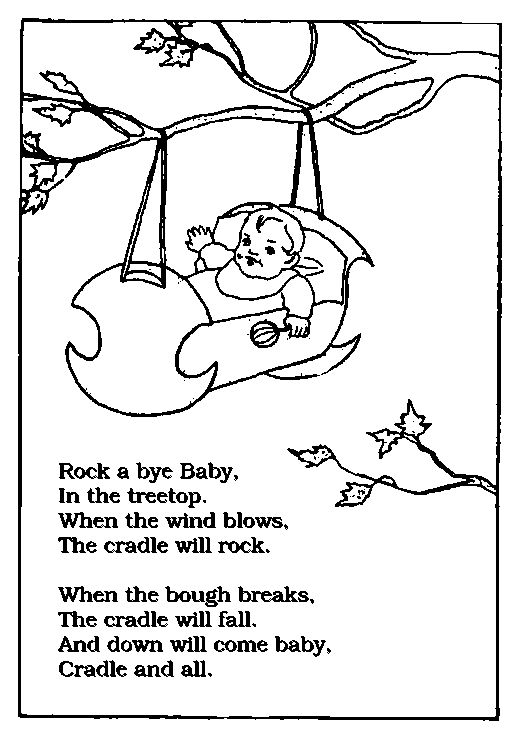 Rock a bye Baby,
In the treetop.
When the wind blows,
The cradle will rock.
When the bough breaks,
The cradle will fall.
And down will come baby,
Cradle and all.